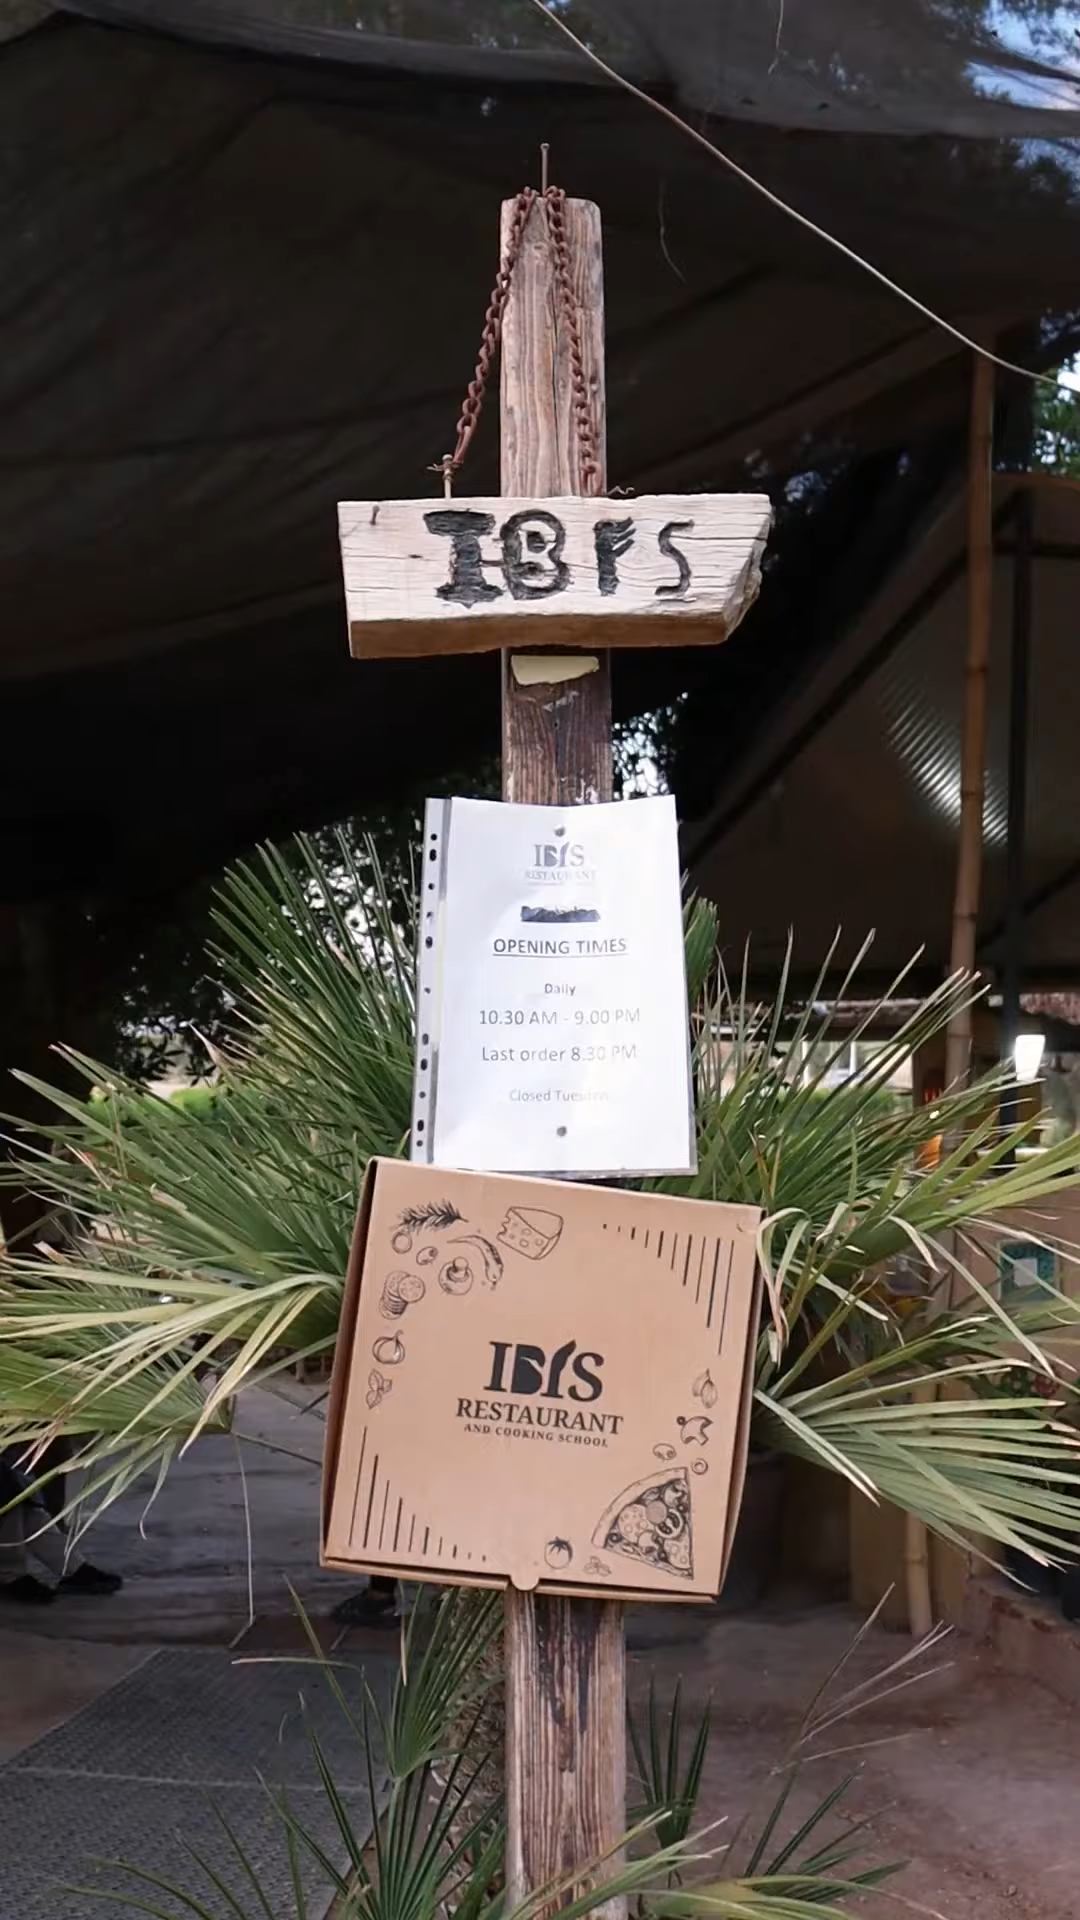 IBIS
IBIS
RESTAURANT
OPENING TIMES
Daily
10.30 AM - 9.00 PM
Last order 8.30 PM
Closed
IBIS
RESTAURANT
AND COOKING SCHOOL